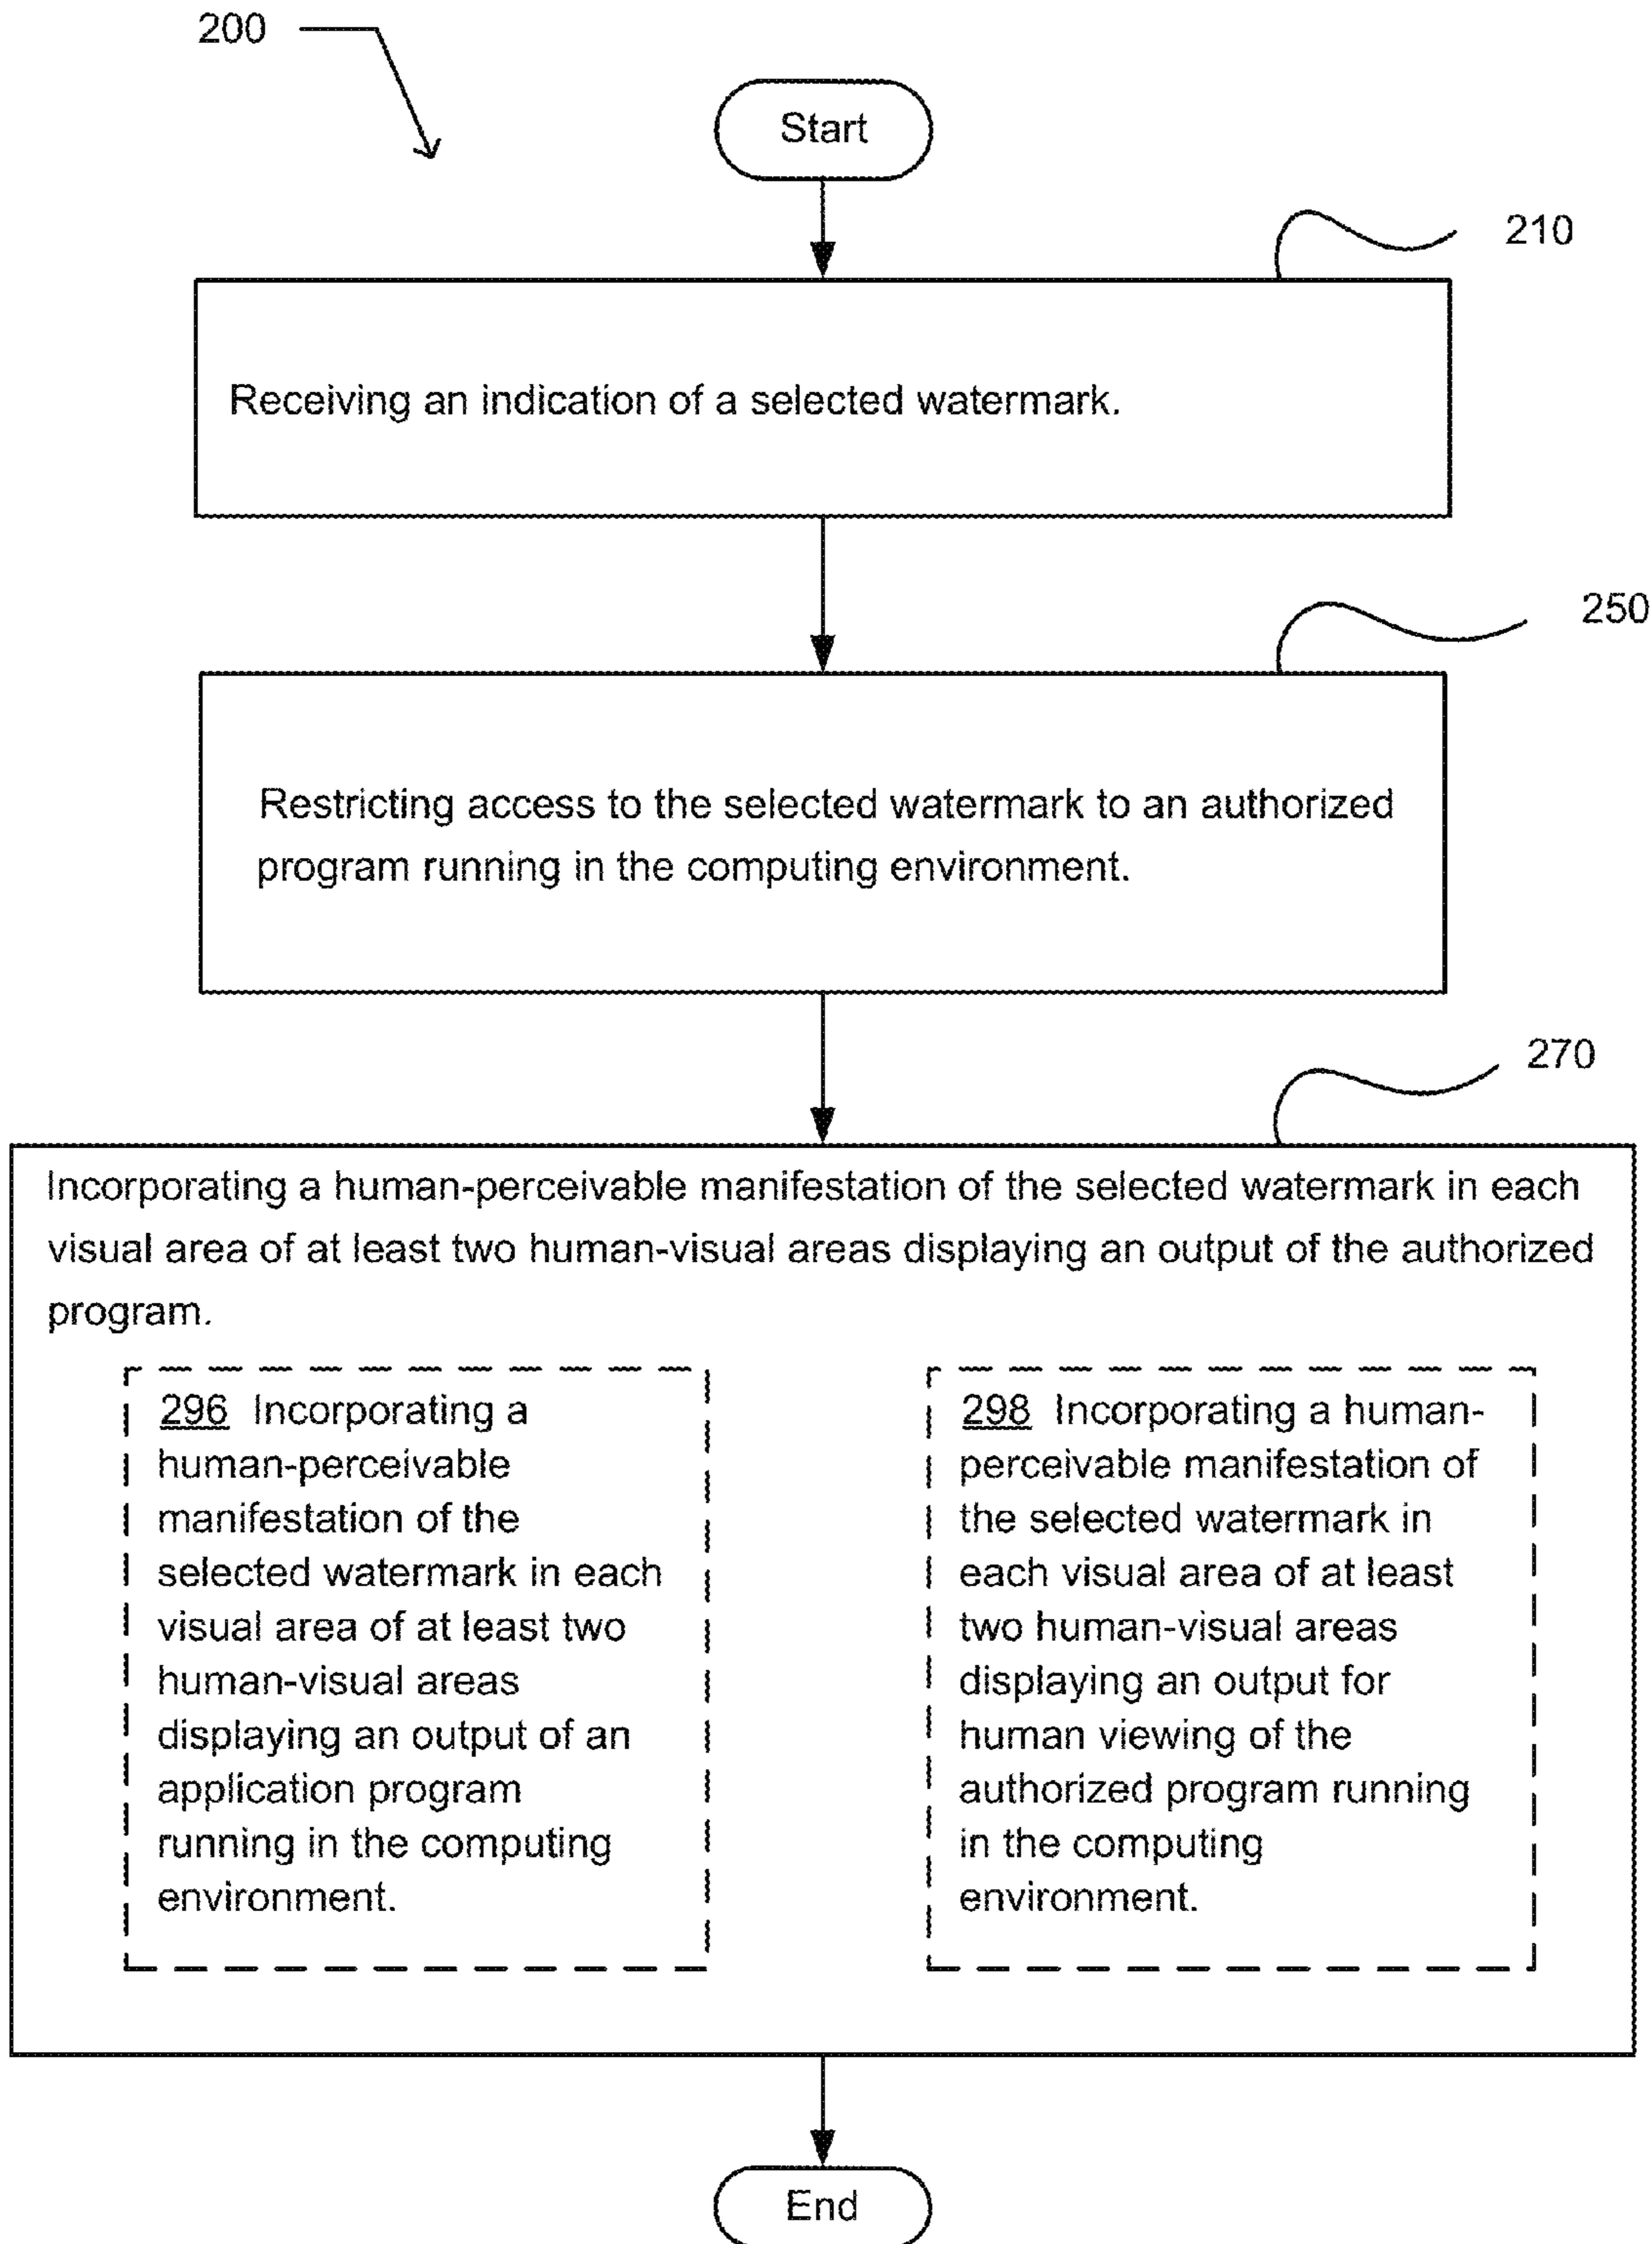 200
Start
210
Receiving an indication of a selected watermark.
250
Restricting access to the selected watermark to an authorized
program running in the computing environment.
270
Incorporating a human-perceivable manifestation of the selected watermark in each
visual area of at least two human-visual areas displaying an output of the authorized
program.
296 Incorporating a
human-perceivable
manifestation of the
selected watermark in each
visual area of at least two
human-visual areas
displaying an output of an
application program
running in the computing
environment.
298 Incorporating a human-
perceivable manifestation of
the selected watermark in
each visual area of at least
two human-visual areas
displaying an output for
human viewing of the
authorized program running
in the computing
environment.
End